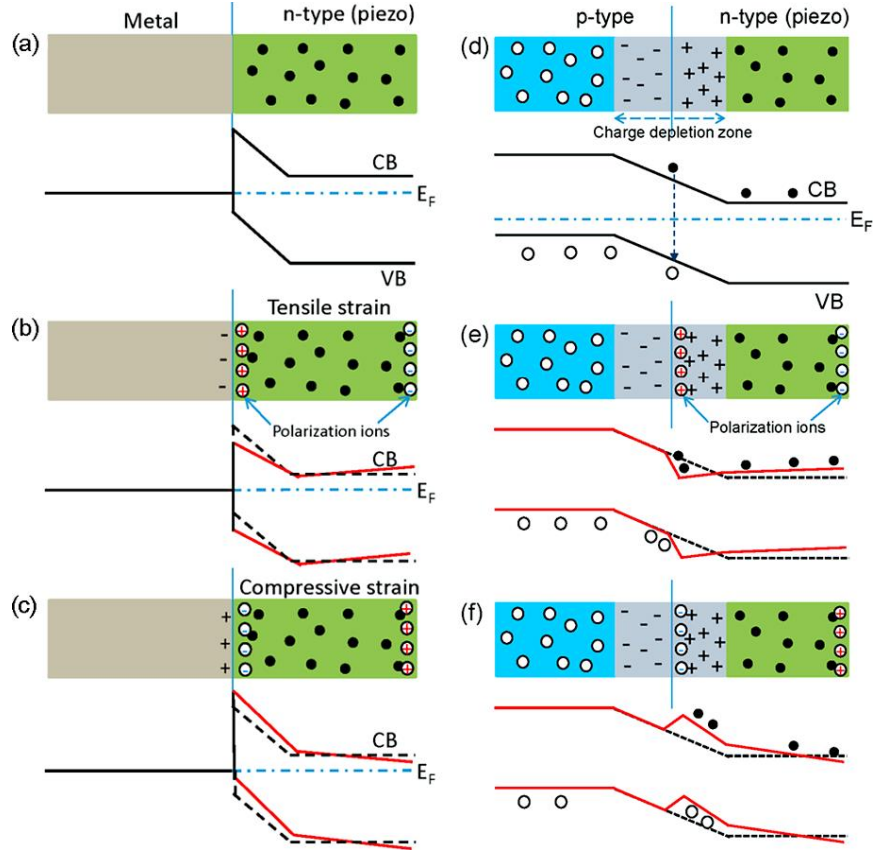 (a)
Metal
n-type (piezo)
CB
E_F
VB
(b)
Tensile strain
- + -
-
-
Polarization ions
CB
E_F
(c)
Compressive strain
+
+
+
CB
E_F
(d)
p-type
n-type (piezo)
Charge depletion zone
CB
E_F
VB
(e)
Polarization ions
(f)